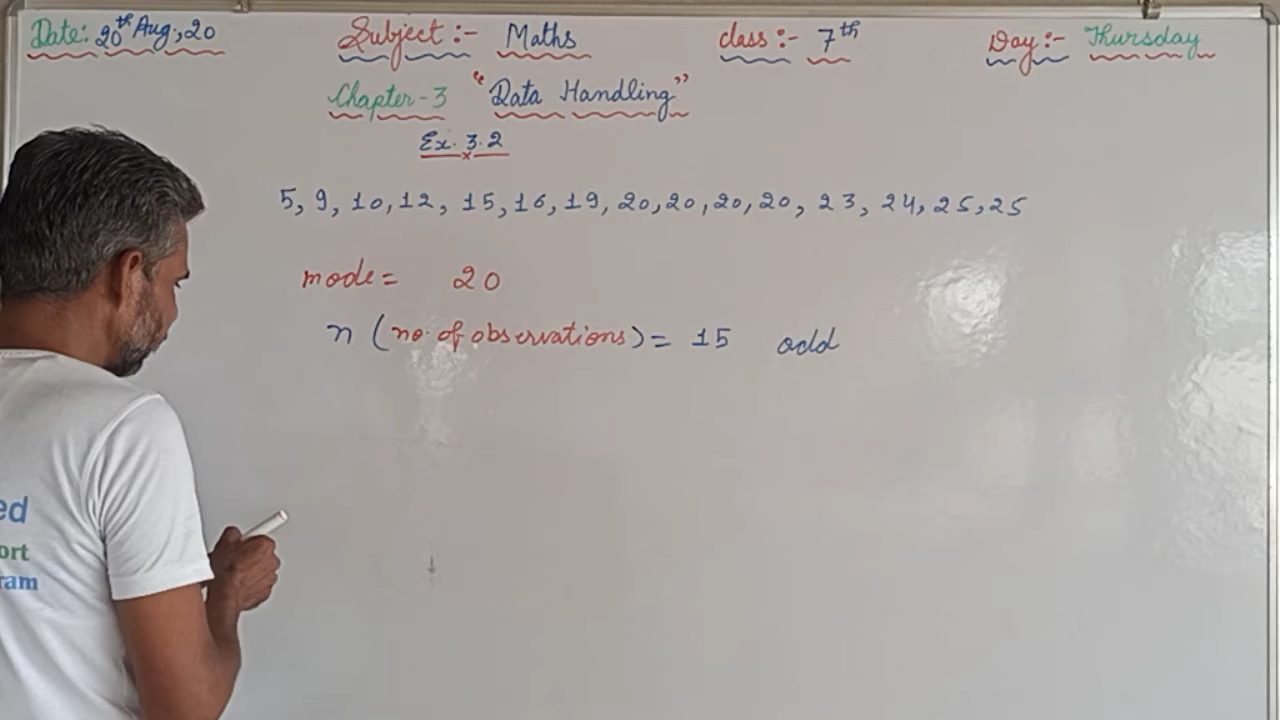 Date: 20th Aug.,20 Subject :- Maths class :- 7th Day :- Thursday
Chapter-3 "Data Handling"
Ex. 3.2
5, 9, 10, 12, 15, 16, 19, 20, 20, 20, 20, 23, 24, 25, 25
mode = 20
n (no. of observations) = 15 odd
ed
ort
ram